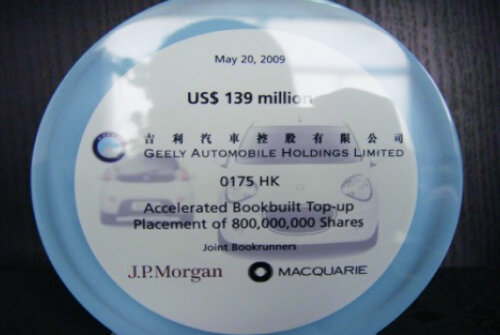 May 20, 2009
US$ 139 million
吉利汽車控股有限公司
GEELY AUTOMOBILE HOLDINGS LIMITED
0175 HK
Accelerated Bookbuilt Top-up
Placement of 800,000,000 Shares
Joint Bookrunners
J.P.Morgan
MACQUARIE